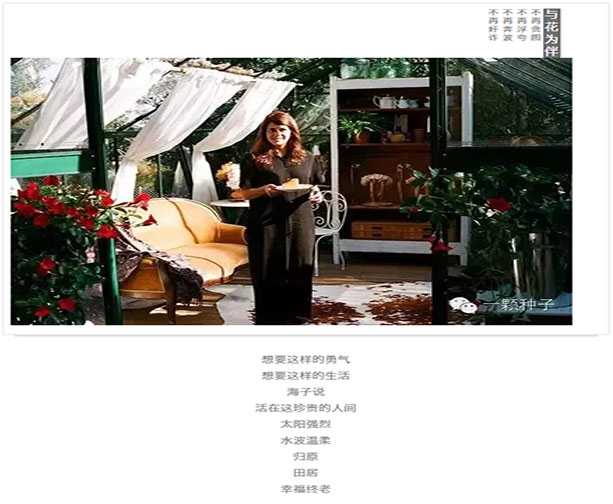 与花为伴
不再贪图
不再浮夸
不再奔波
不再奸诈
一颗种子
想要这样的勇气
想要这样的生活
海子说
活在这珍贵的人间
太阳强烈
水波温柔
归原
田居
幸福终老